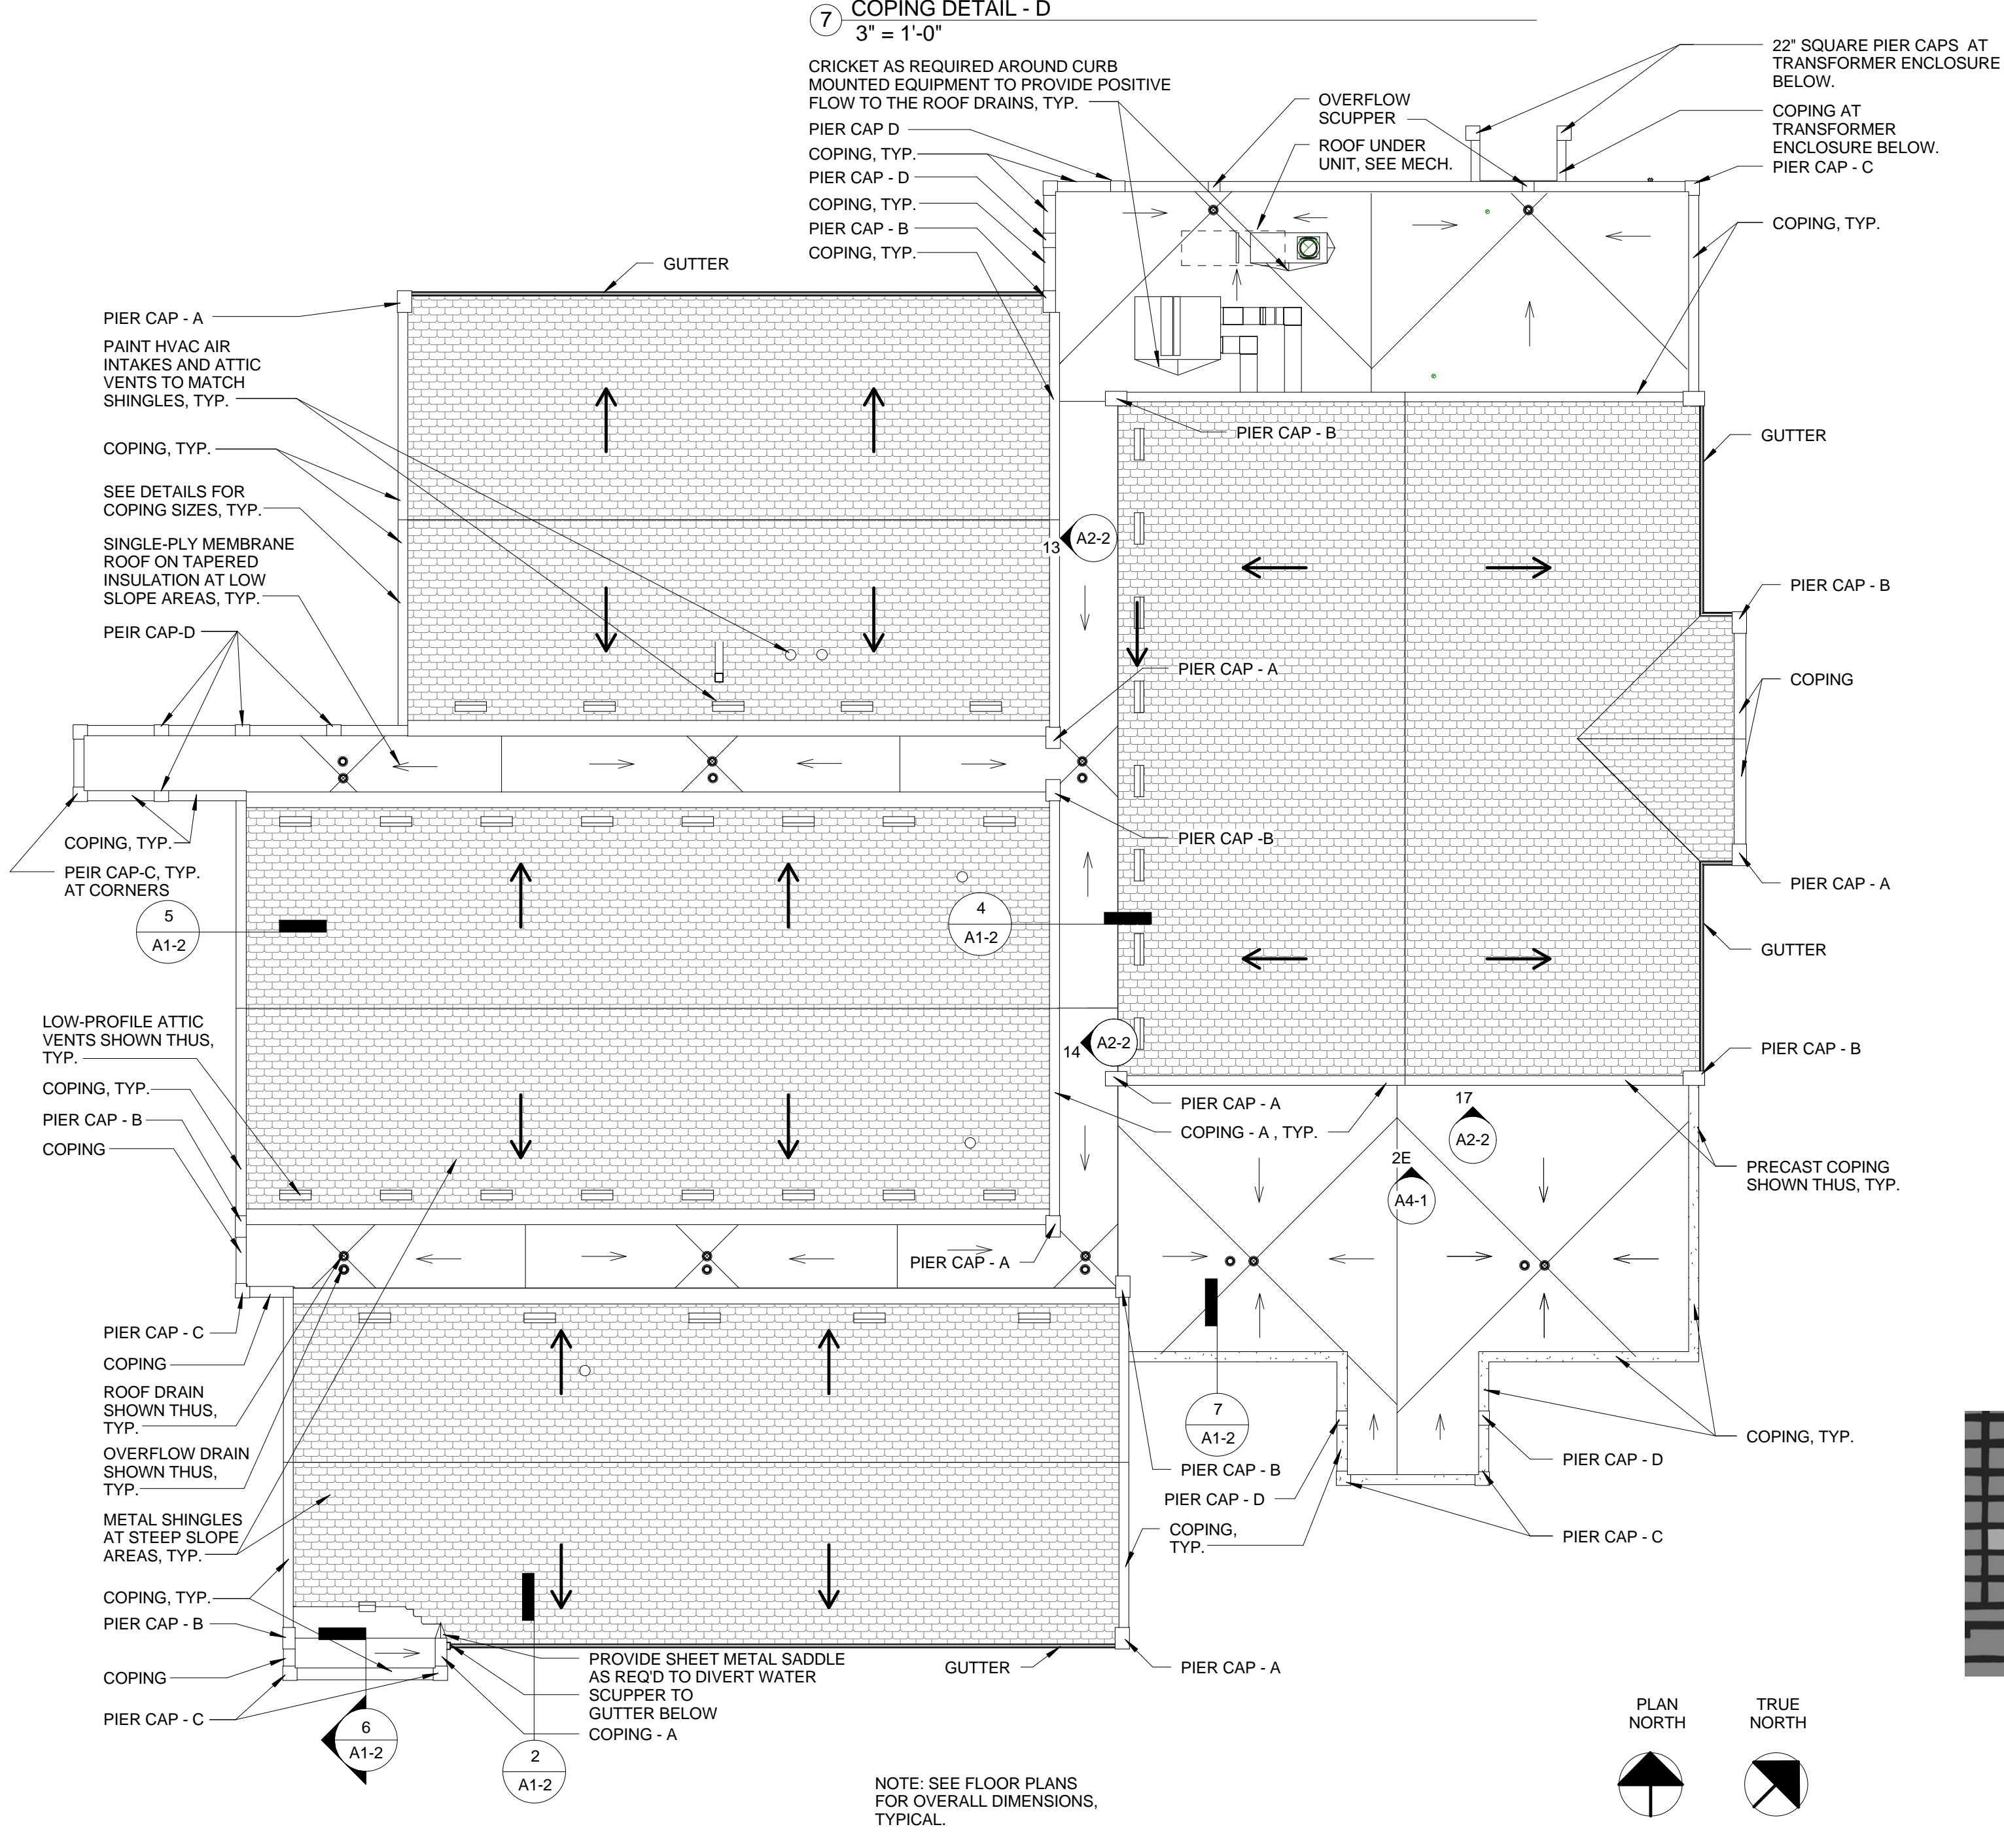 7 COPING DETAIL - D
3" = 1'-0"
CRICKET AS REQUIRED AROUND CURB
MOUNTED EQUIPMENT TO PROVIDE POSITIVE
FLOW TO THE ROOF DRAINS, TYP.
PIER CAP D
COPING, TYP.
PIER CAP - D
COPING, TYP.
PIER CAP - B
COPING, TYP.
OVERFLOW
SCUPPER
ROOF UNDER
UNIT, SEE MECH.
22" SQUARE PIER CAPS AT
TRANSFORMER ENCLOSURE
BELOW.
COPING AT
TRANSFORMER
ENCLOSURE BELOW.
PIER CAP - C
COPING, TYP.
GUTTER
PIER CAP - A
PAINT HVAC AIR
INTAKES AND ATTIC
VENTS TO MATCH
SHINGLES, TYP.
COPING, TYP.
SEE DETAILS FOR
COPING SIZES, TYP.
SINGLE-PLY MEMBRANE
ROOF ON TAPERED
INSULATION AT LOW
SLOPE AREAS, TYP.
PEIR CAP-D
PIER CAP - B
GUTTER
13
A2-2
PIER CAP - B
PIER CAP - A
COPING
COPING, TYP.
PEIR CAP-C, TYP.
AT CORNERS
PIER CAP -B
PIER CAP - A
5
A1-2
4
A1-2
GUTTER
LOW-PROFILE ATTIC
VENTS SHOWN THUS,
TYP.
COPING, TYP.
PIER CAP - B
COPING
14
A2-2
PIER CAP - B
PIER CAP - A
COPING - A , TYP.
17
A2-2
2E
A4-1
PRECAST COPING
SHOWN THUS, TYP.
PIER CAP - A
PIER CAP - C
COPING
ROOF DRAIN
SHOWN THUS,
TYP.
OVERFLOW DRAIN
SHOWN THUS,
TYP.
METAL SHINGLES
AT STEEP SLOPE
AREAS, TYP.
COPING, TYP.
PIER CAP - B
COPING
PIER CAP - C
7
A1-2
PIER CAP - B
PIER CAP - D
COPING,
TYP.
COPING, TYP.
PIER CAP - D
PIER CAP - C
PROVIDE SHEET METAL SADDLE
AS REQ'D TO DIVERT WATER
SCUPPER TO
GUTTER BELOW
COPING - A
GUTTER
PIER CAP - A
6
A1-2
2
A1-2
NOTE: SEE FLOOR PLANS
FOR OVERALL DIMENSIONS,
TYPICAL.
PLAN
NORTH
TRUE
NORTH